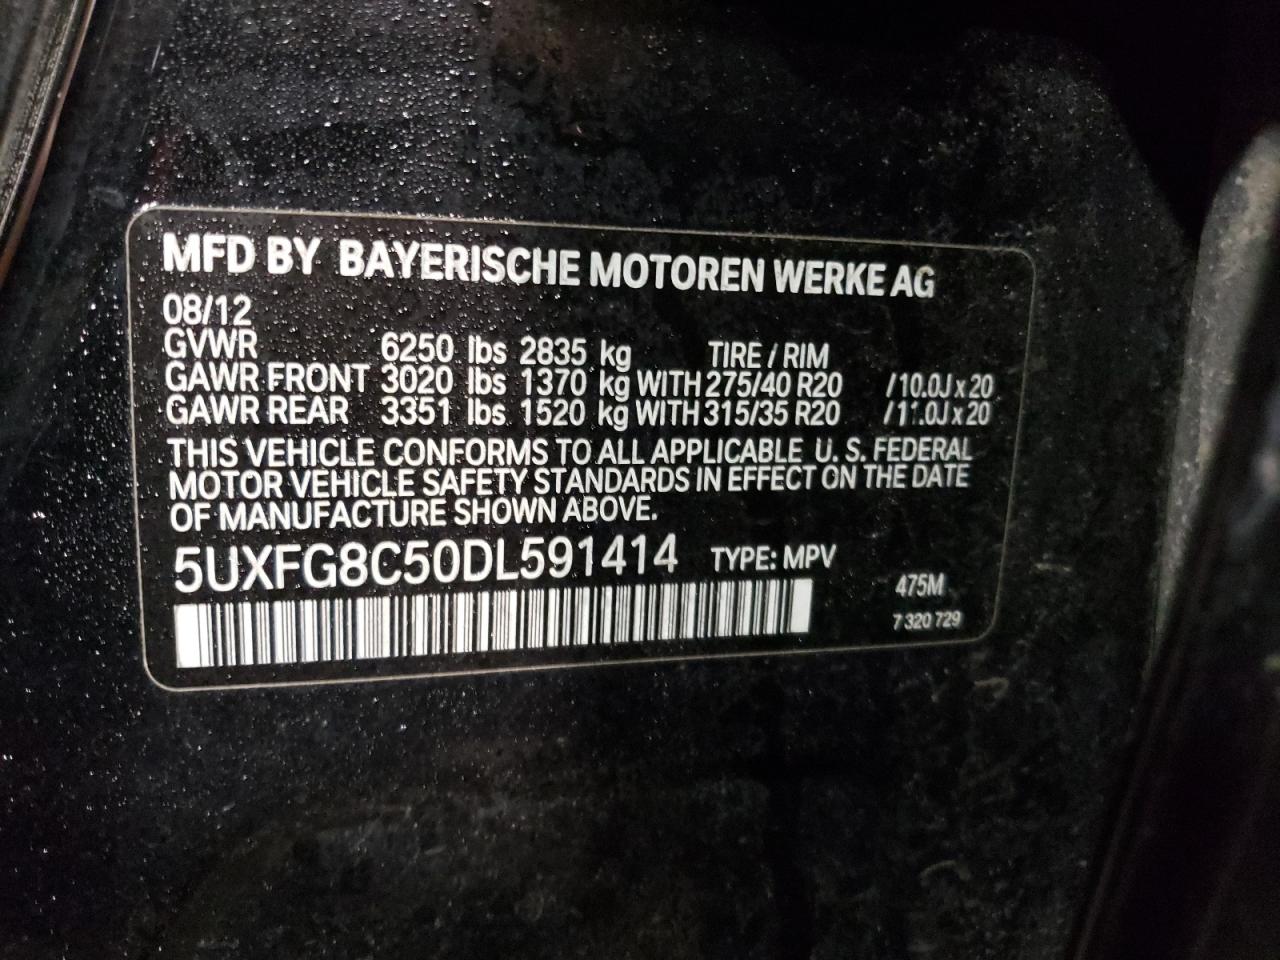 MFD BY BAYERISCHE MOTOREN WERKE AG
08/12
GVWR 6250 lbs 2835 kg TIRE / RIM
GAWR FRONT 3020 lbs 1370 kg WITH 275/40 R20 /10.0J x 20
GAWR REAR 3351 lbs 1520 kg WITH 315/35 R20 /11.0J x 20
THIS VEHICLE CONFORMS TO ALL APPLICABLE U. S. FEDERAL
MOTOR VEHICLE SAFETY STANDARDS IN EFFECT ON THE DATE
OF MANUFACTURE SHOWN ABOVE.
5UXFG8C50DL591414 TYPE: MPV
475M
7 320 729